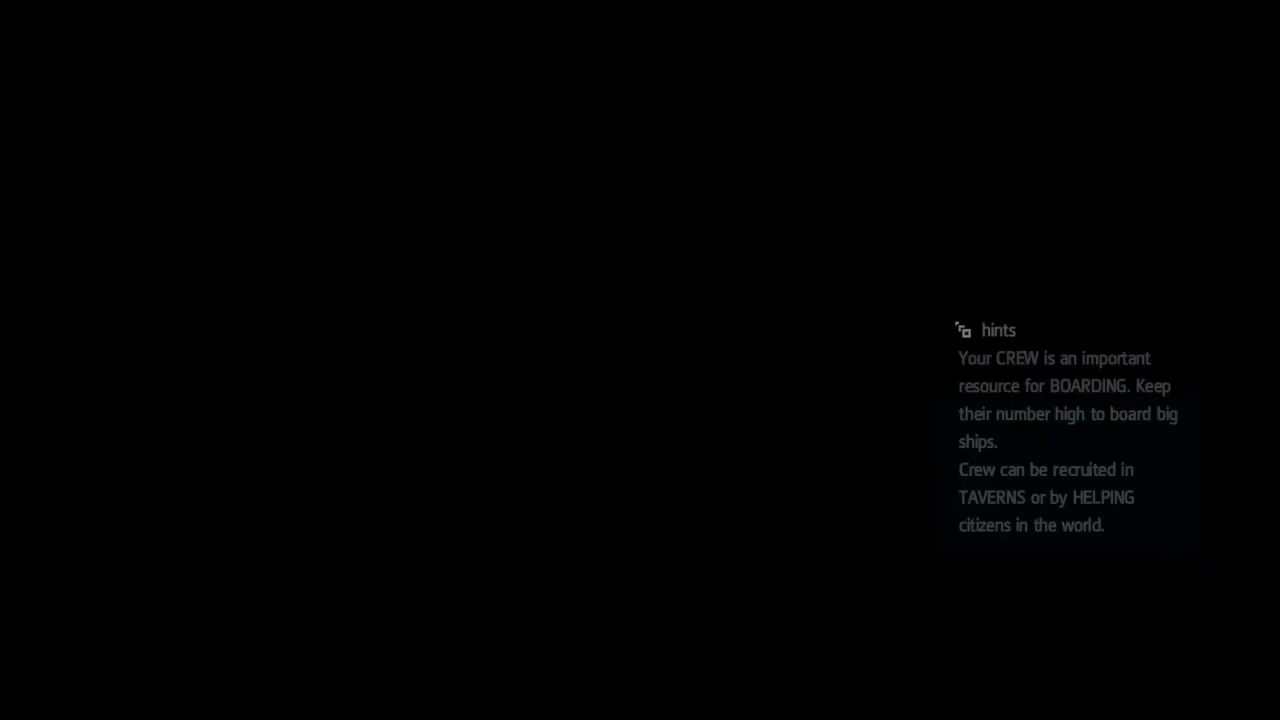 hints
Your CREW is an important
resource for BOARDING. Keep
their number high to board big
ships.
Crew can be recruited in
TAVERNS or by HELPING
citizens in the world.